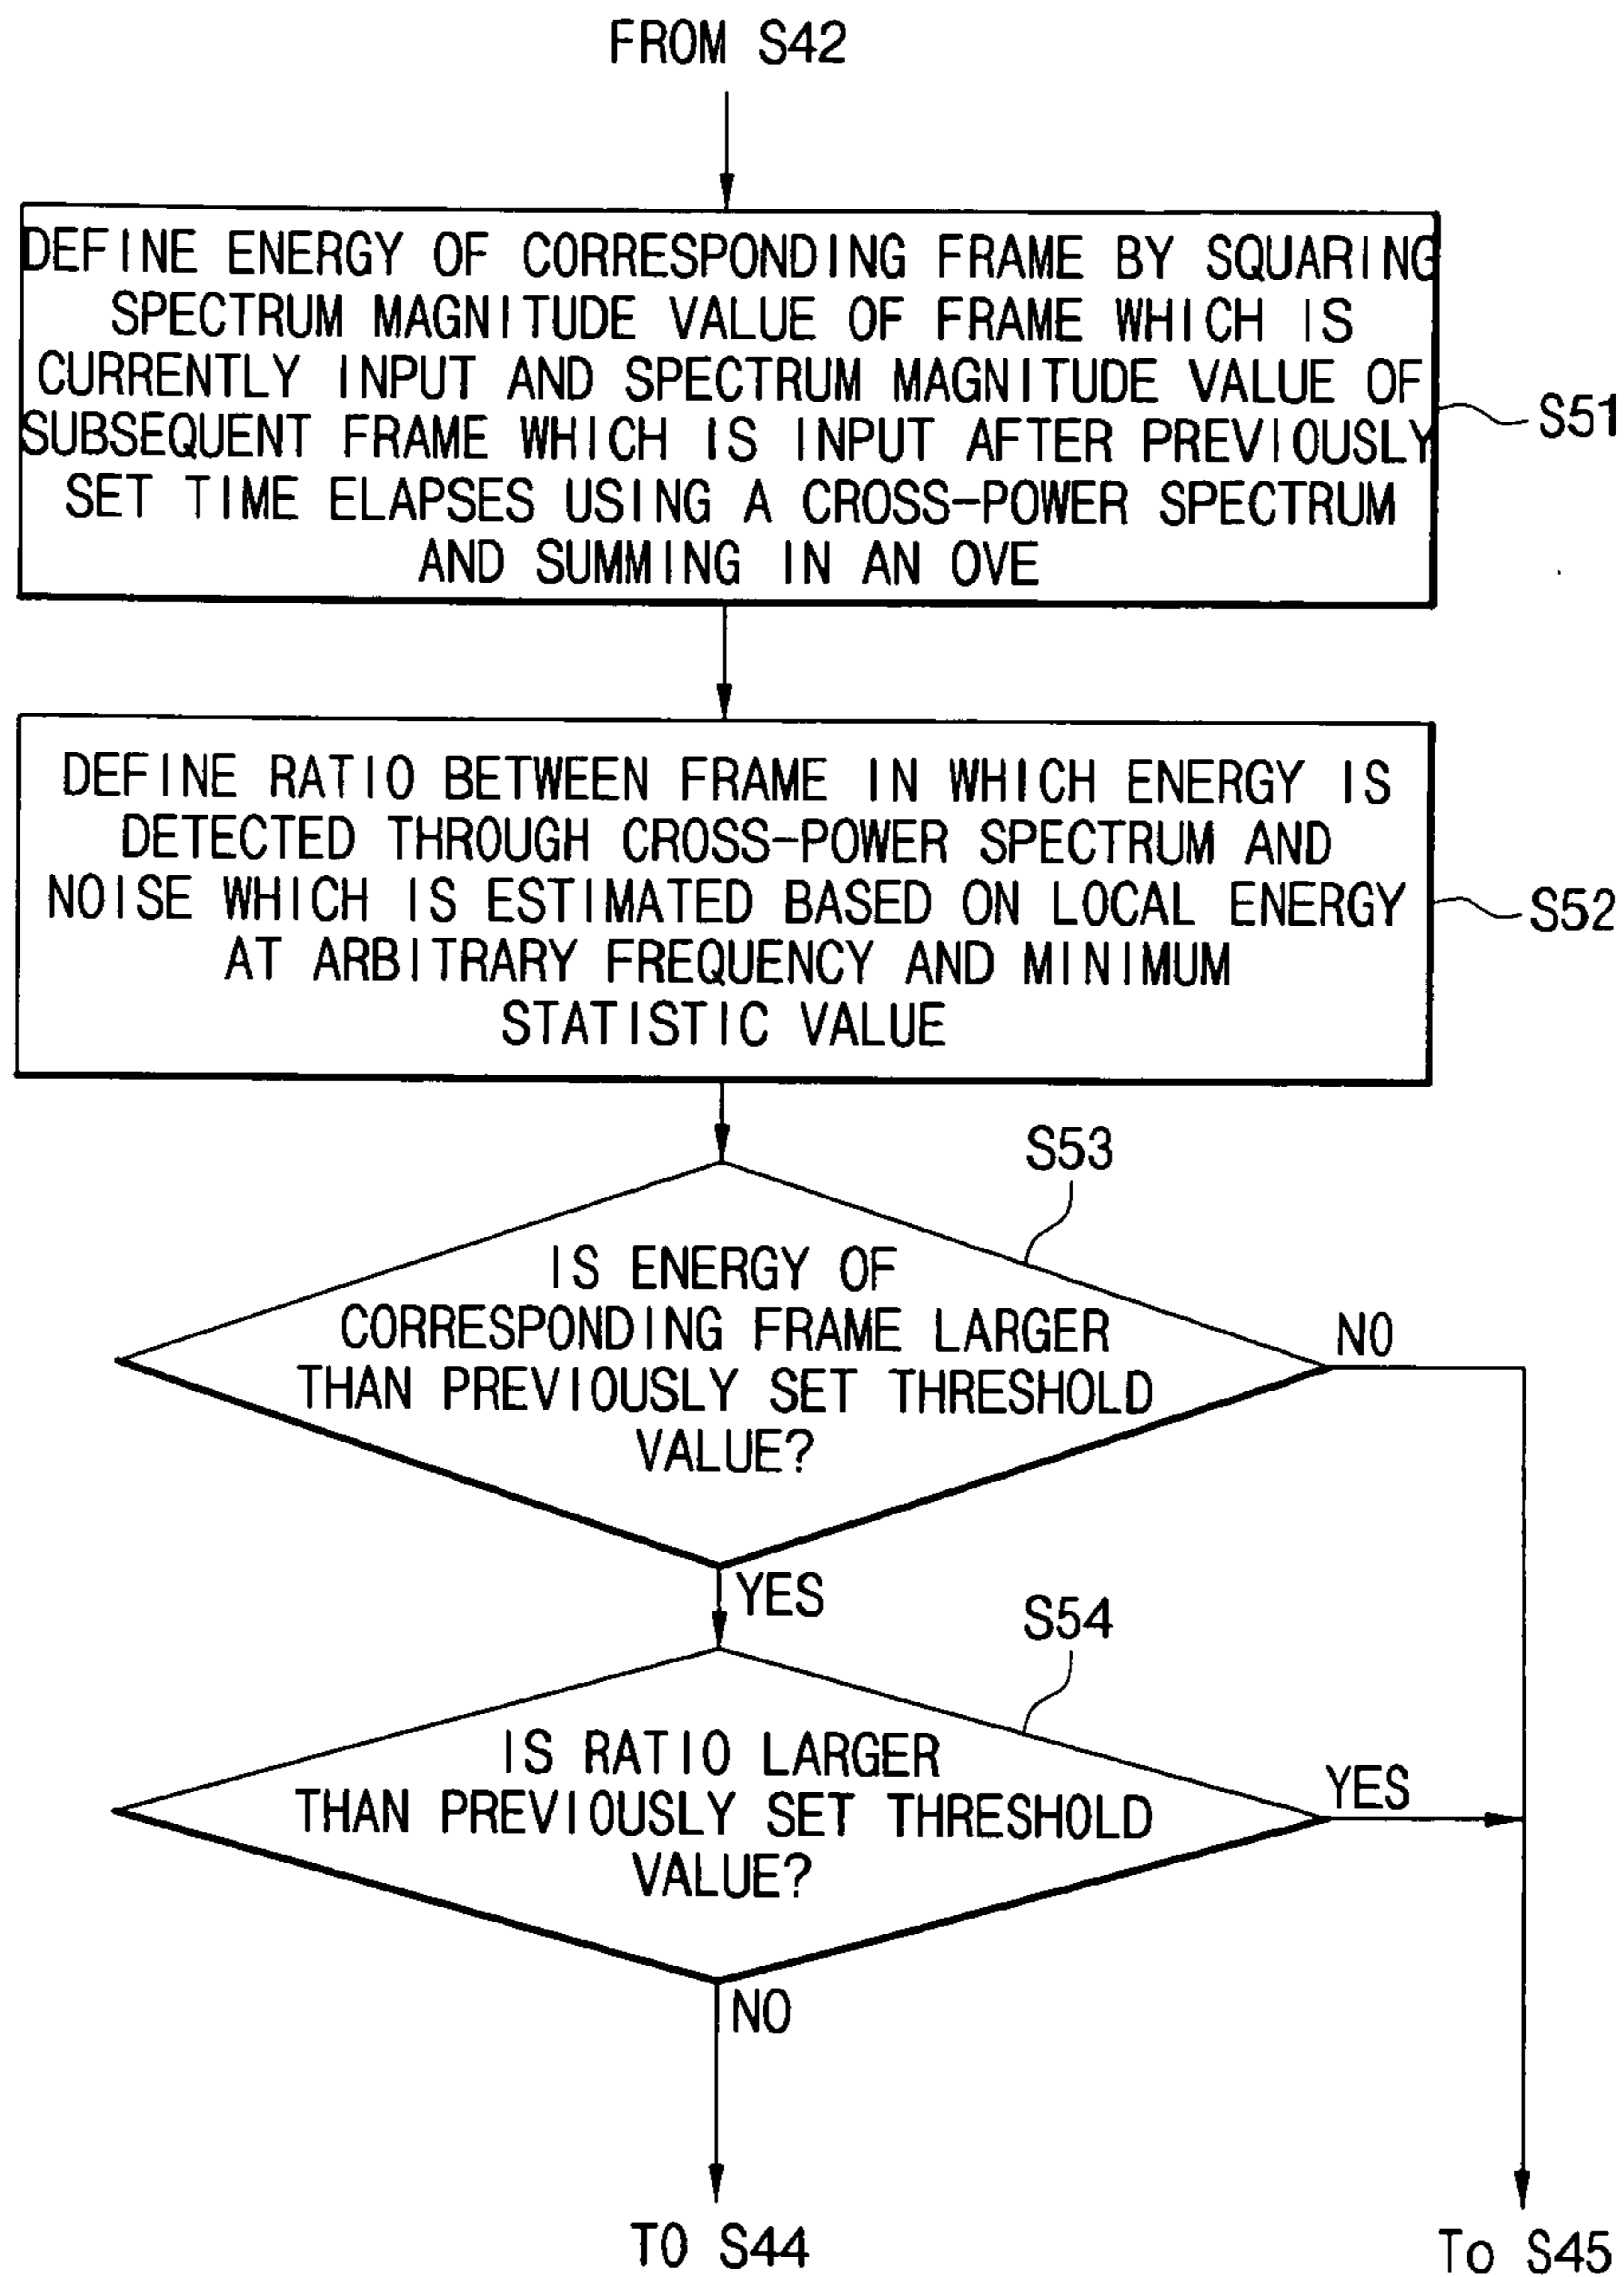 FROM S42
DEFINE ENERGY OF CORRESPONDING FRAME BY SQUARING
SPECTRUM MAGNITUDE VALUE OF FRAME WHICH IS
CURRENTLY INPUT AND SPECTRUM MAGNITUDE VALUE OF
SUBSEQUENT FRAME WHICH IS INPUT AFTER PREVIOUSLY
SET TIME ELAPSES USING A CROSS-POWER SPECTRUM
AND SUMMING IN AN OVE
S51
DEFINE RATIO BETWEEN FRAME IN WHICH ENERGY IS
DETECTED THROUGH CROSS-POWER SPECTRUM AND
NOISE WHICH IS ESTIMATED BASED ON LOCAL ENERGY
AT ARBITRARY FREQUENCY AND MINIMUM
STATISTIC VALUE
S52
S53
IS ENERGY OF
CORRESPONDING FRAME LARGER
THAN PREVIOUSLY SET THRESHOLD
VALUE?
NO
YES
S54
IS RATIO LARGER
THAN PREVIOUSLY SET THRESHOLD
VALUE?
YES
NO
TO S44
To S45